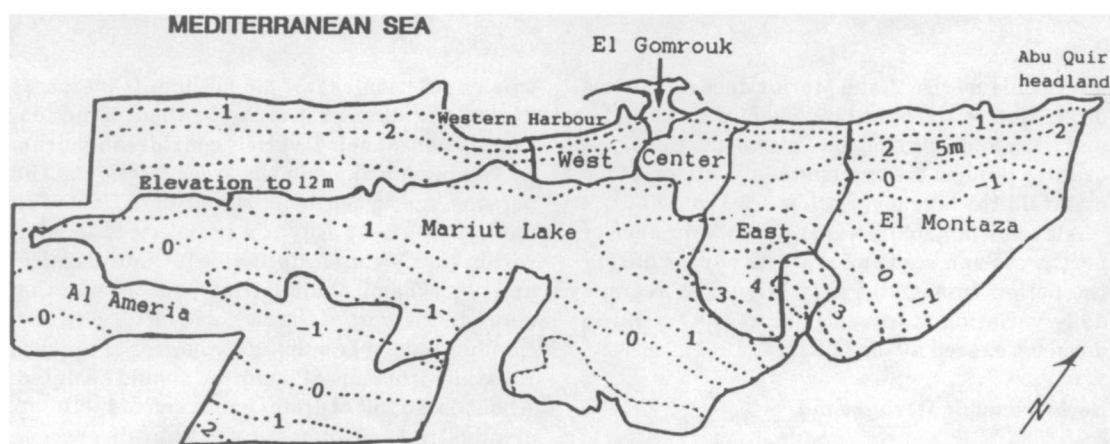 MEDITERRANEAN SEA
El Gomrouk
Abu Quir
headland
1
2
Western Harbour
West
Center
1
2
2
5m
0
-1
Elevation to 12m
El Montaza
0
1
Mariut Lake
East
0
-1
Al Ameria
-1
-1
3
4
3
0
0
1
0
2
1
N